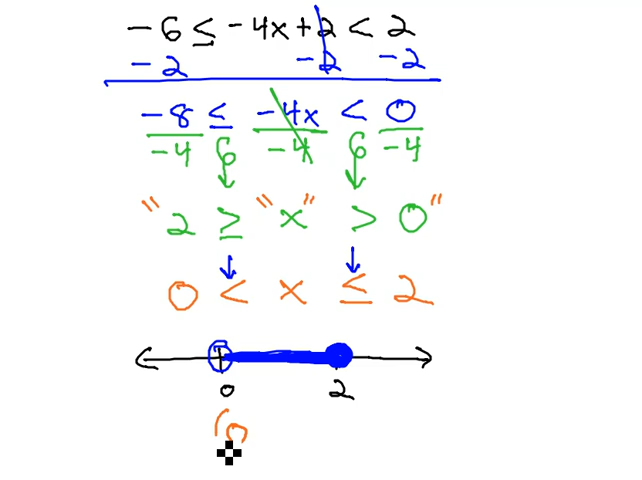 -6 ≤ -4x + 2 < 2
-2 -2 -2
-8 ≤ -4x < 0
-4 6 -4 6 -4
"2 ≥ "x" > 0"
0 < x ≤ 2
0 2
(0